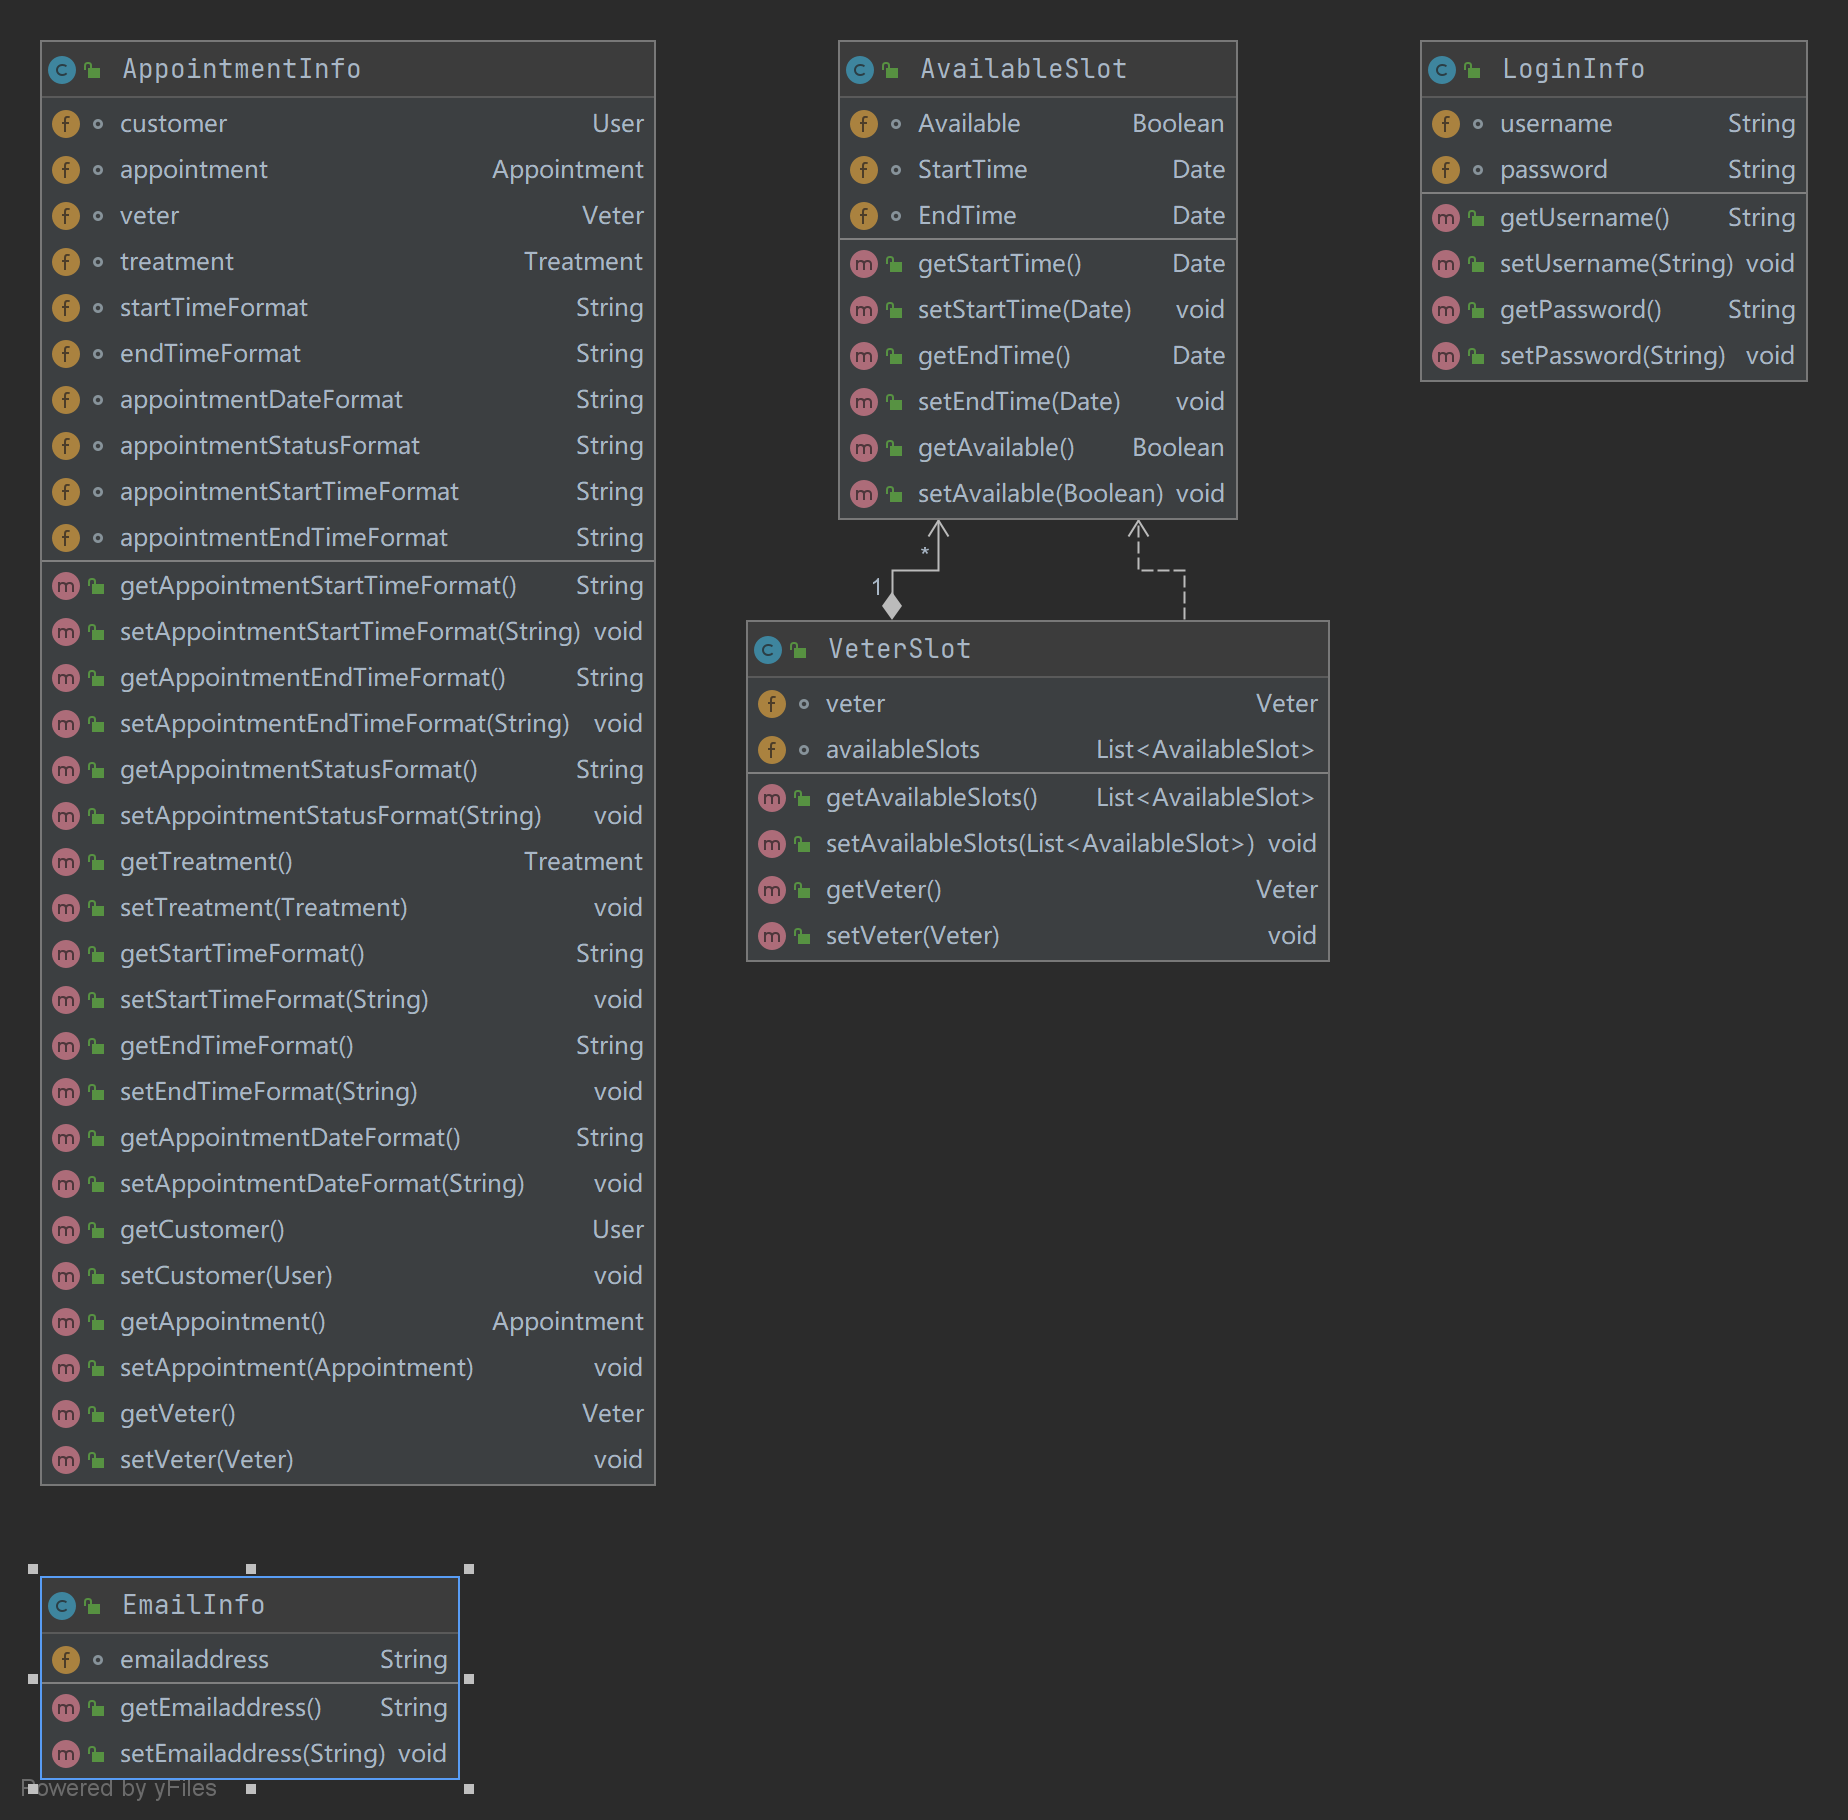 AppointmentInfo
customer User
appointment Appointment
veter Veter
treatment Treatment
startTimeFormat String
endTimeFormat String
appointmentDateFormat String
appointmentStatusFormat String
appointmentStartTimeFormat String
appointmentEndTimeFormat String
getAppointmentStartTimeFormat() String
setAppointmentStartTimeFormat(String) void
getAppointmentEndTimeFormat() String
setAppointmentEndTimeFormat(String) void
getAppointmentStatusFormat() String
setAppointmentStatusFormat(String) void
getTreatment() Treatment
setTreatment(Treatment) void
getStartTimeFormat() String
setStartTimeFormat(String) void
getEndTimeFormat() String
setEndTimeFormat(String) void
getAppointmentDateFormat() String
setAppointmentDateFormat(String) void
getCustomer() User
setCustomer(User) void
getAppointment() Appointment
setAppointment(Appointment) void
getVeter() Veter
setVeter(Veter) void
AvailableSlot
Available Boolean
StartTime Date
EndTime Date
getStartTime() Date
setStartTime(Date) void
getEndTime() Date
setEndTime(Date) void
getAvailable() Boolean
setAvailable(Boolean) void
*
1
VeterSlot
veter Veter
availableSlots List<AvailableSlot>
getAvailableSlots() List<AvailableSlot>
setAvailableSlots(List<AvailableSlot>) void
getVeter() Veter
setVeter(Veter) void
LoginInfo
username String
password String
getUsername() String
setUsername(String) void
getPassword() String
setPassword(String) void
EmailInfo
emailaddress String
getEmailaddress() String
setEmailaddress(String) void
Powered by yFiles